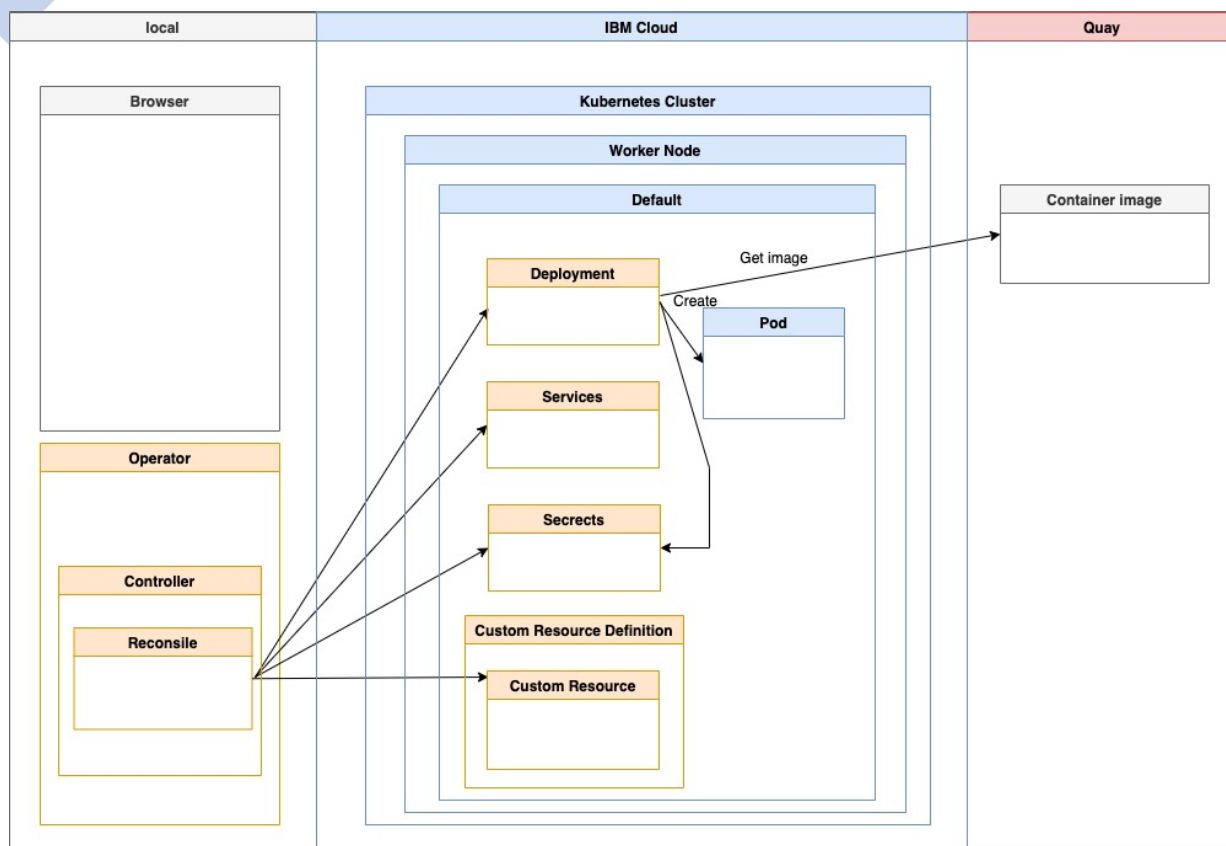 local
IBM Cloud
Quay
Browser
Kubernetes Cluster
Worker Node
Default
Container image
Get image
Deployment
Create
Pod
Services
Operator
Secrects
Controller
Custom Resource Definition
Reconsile
Custom Resource